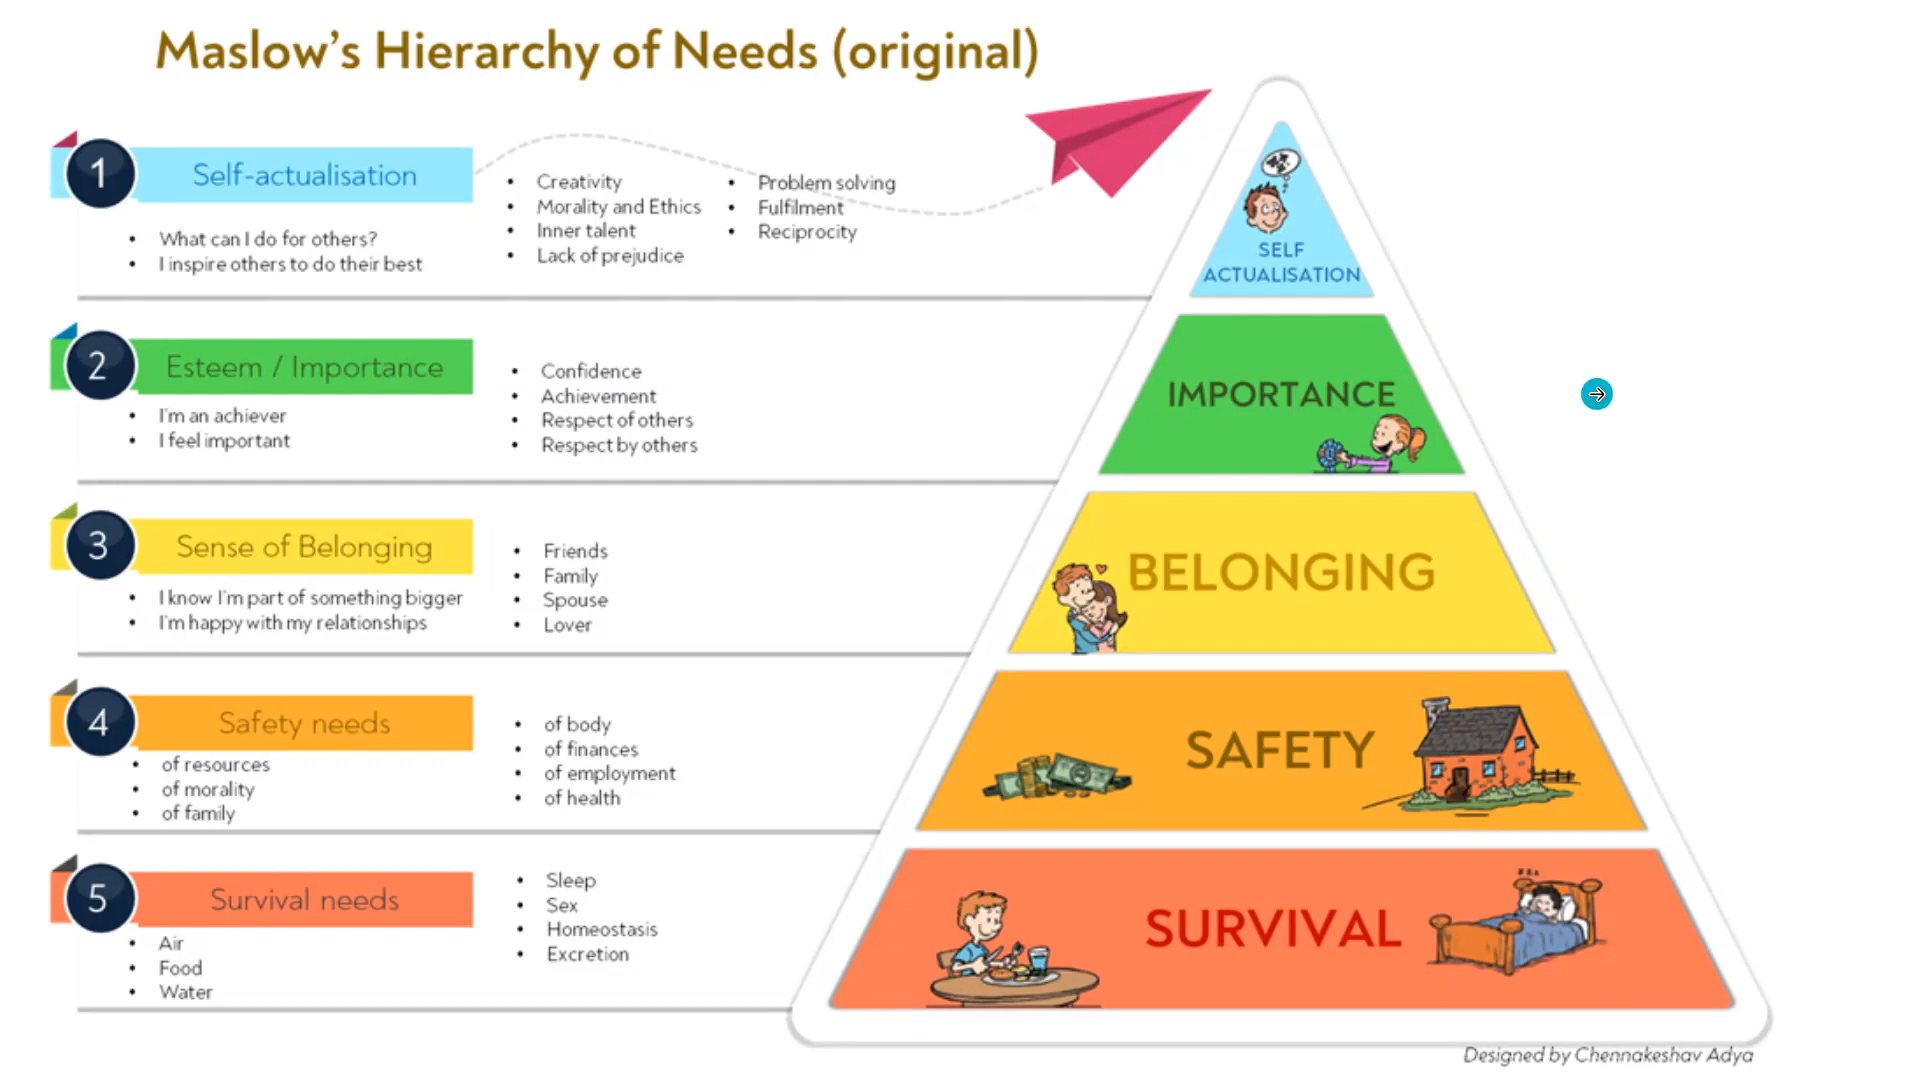 Maslow's Hierarchy of Needs (original)
1
Self-actualisation
• What can I do for others?
• I inspire others to do their best
• Creativity
• Morality and Ethics
• Inner talent
• Lack of prejudice
• Problem solving
• Fulfilment
• Reciprocity
SELF
ACTUALISATION
2
Esteem / Importance
• I'm an achiever
• I feel important
• Confidence
• Achievement
• Respect of others
• Respect by others
IMPORTANCE
3
Sense of Belonging
• I know I'm part of something bigger
• I'm happy with my relationships
• Friends
• Family
• Spouse
• Lover
BELONGING
4
Safety needs
• of resources
• of morality
• of family
• of body
• of finances
• of employment
• of health
SAFETY
5
Survival needs
• Air
• Food
• Water
• Sleep
• Sex
• Homeostasis
• Excretion
SURVIVAL
Designed by Chennakeshav Adya